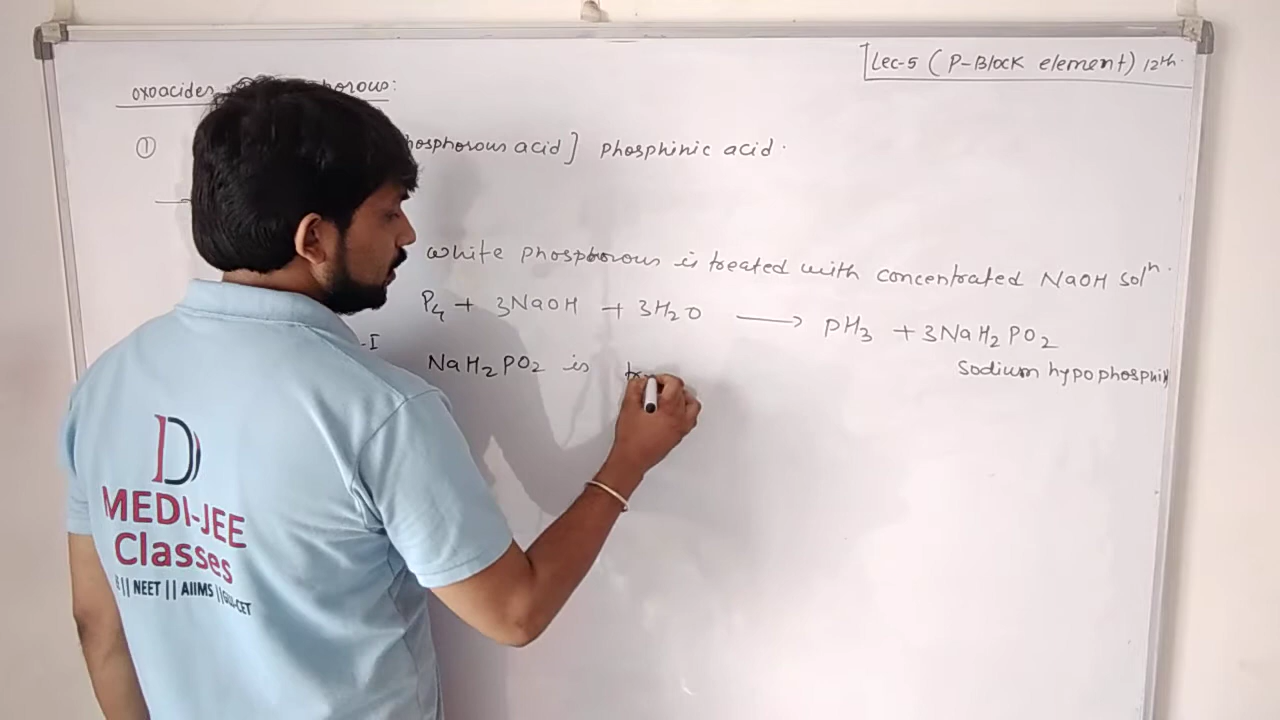 Lec-5 (P-Block element) 12th.
oxoacides horous:
① hosphorous acid] phosphinic acid.
white phosphorous is treated with concentrated NaOH solⁿ.
P₄ + 3NaOH + 3H₂O ⟶ PH₃ + 3NaH₂PO₂
-I
NaH₂PO₂ is
sodium hypophosphi
D
MEDI-JEE
Classes
|| NEET || AIIMS ||